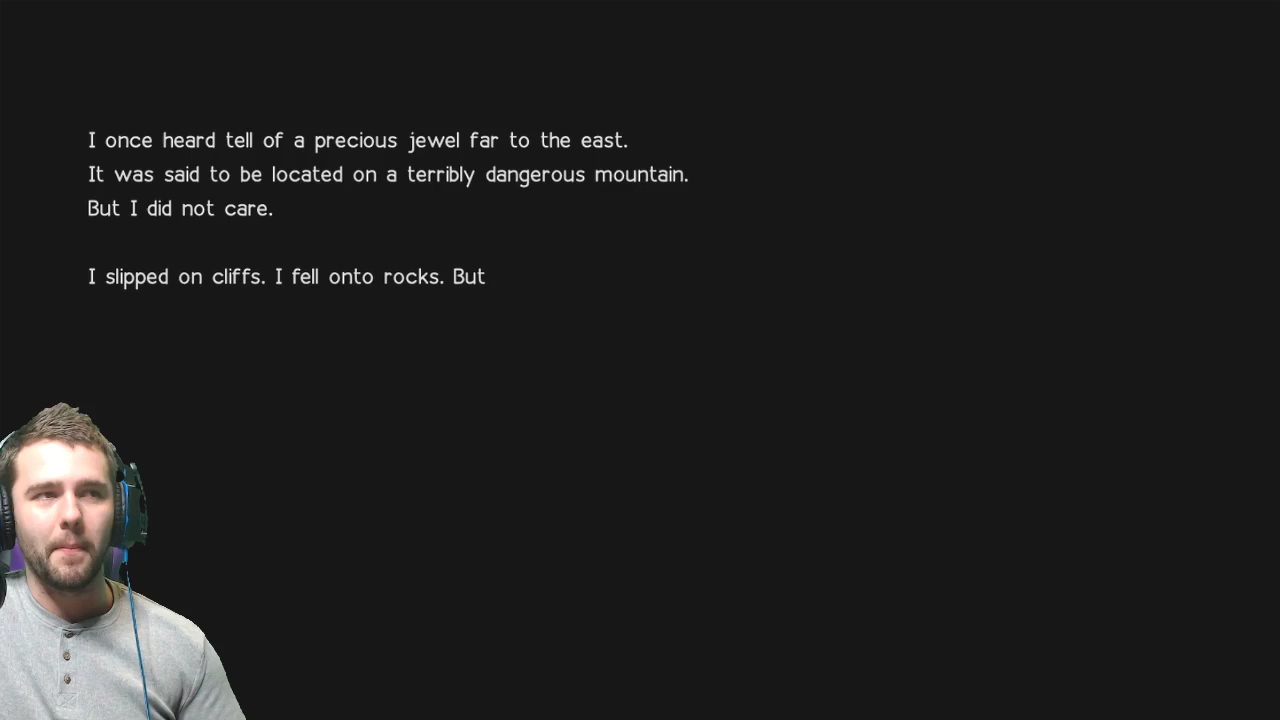 I once heard tell of a precious jewel far to the east.
It was said to be located on a terribly dangerous mountain.
But I did not care.
I slipped on cliffs. I fell onto rocks. But